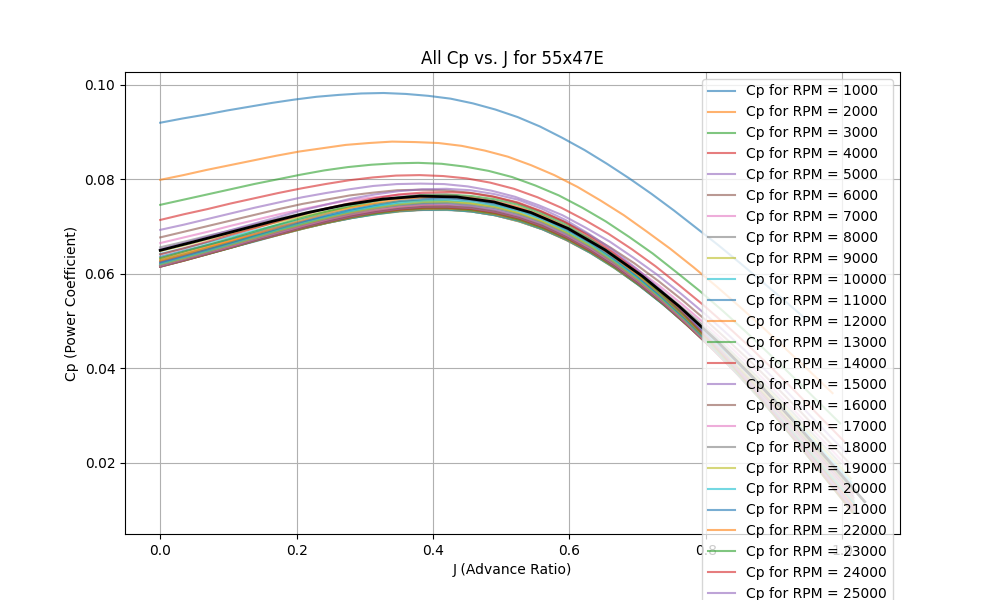 All Cp vs. J for 55x47E
Cp (Power Coefficient)
0.10
0.08
0.06
0.04
0.02
0.0
0.2
0.4
0.6
0.8
1.0
J (Advance Ratio)
Cp for RPM = 1000
Cp for RPM = 2000
Cp for RPM = 3000
Cp for RPM = 4000
Cp for RPM = 5000
Cp for RPM = 6000
Cp for RPM = 7000
Cp for RPM = 8000
Cp for RPM = 9000
Cp for RPM = 10000
Cp for RPM = 11000
Cp for RPM = 12000
Cp for RPM = 13000
Cp for RPM = 14000
Cp for RPM = 15000
Cp for RPM = 16000
Cp for RPM = 17000
Cp for RPM = 18000
Cp for RPM = 19000
Cp for RPM = 20000
Cp for RPM = 21000
Cp for RPM = 22000
Cp for RPM = 23000
Cp for RPM = 24000
Cp for RPM = 25000